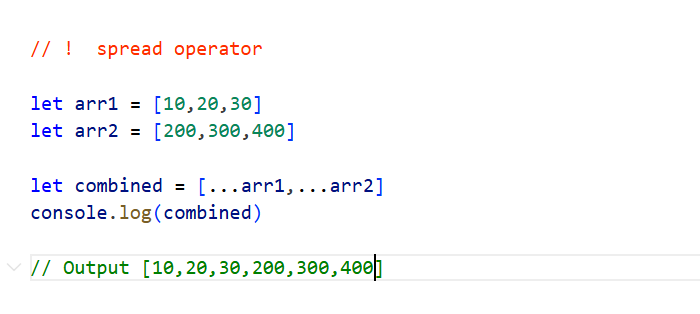 // !  spread operator
let arr1 = [10,20,30]
let arr2 = [200,300,400]
let combined = [...arr1,...arr2]
console.log(combined)
// Output [10,20,30,200,300,400]